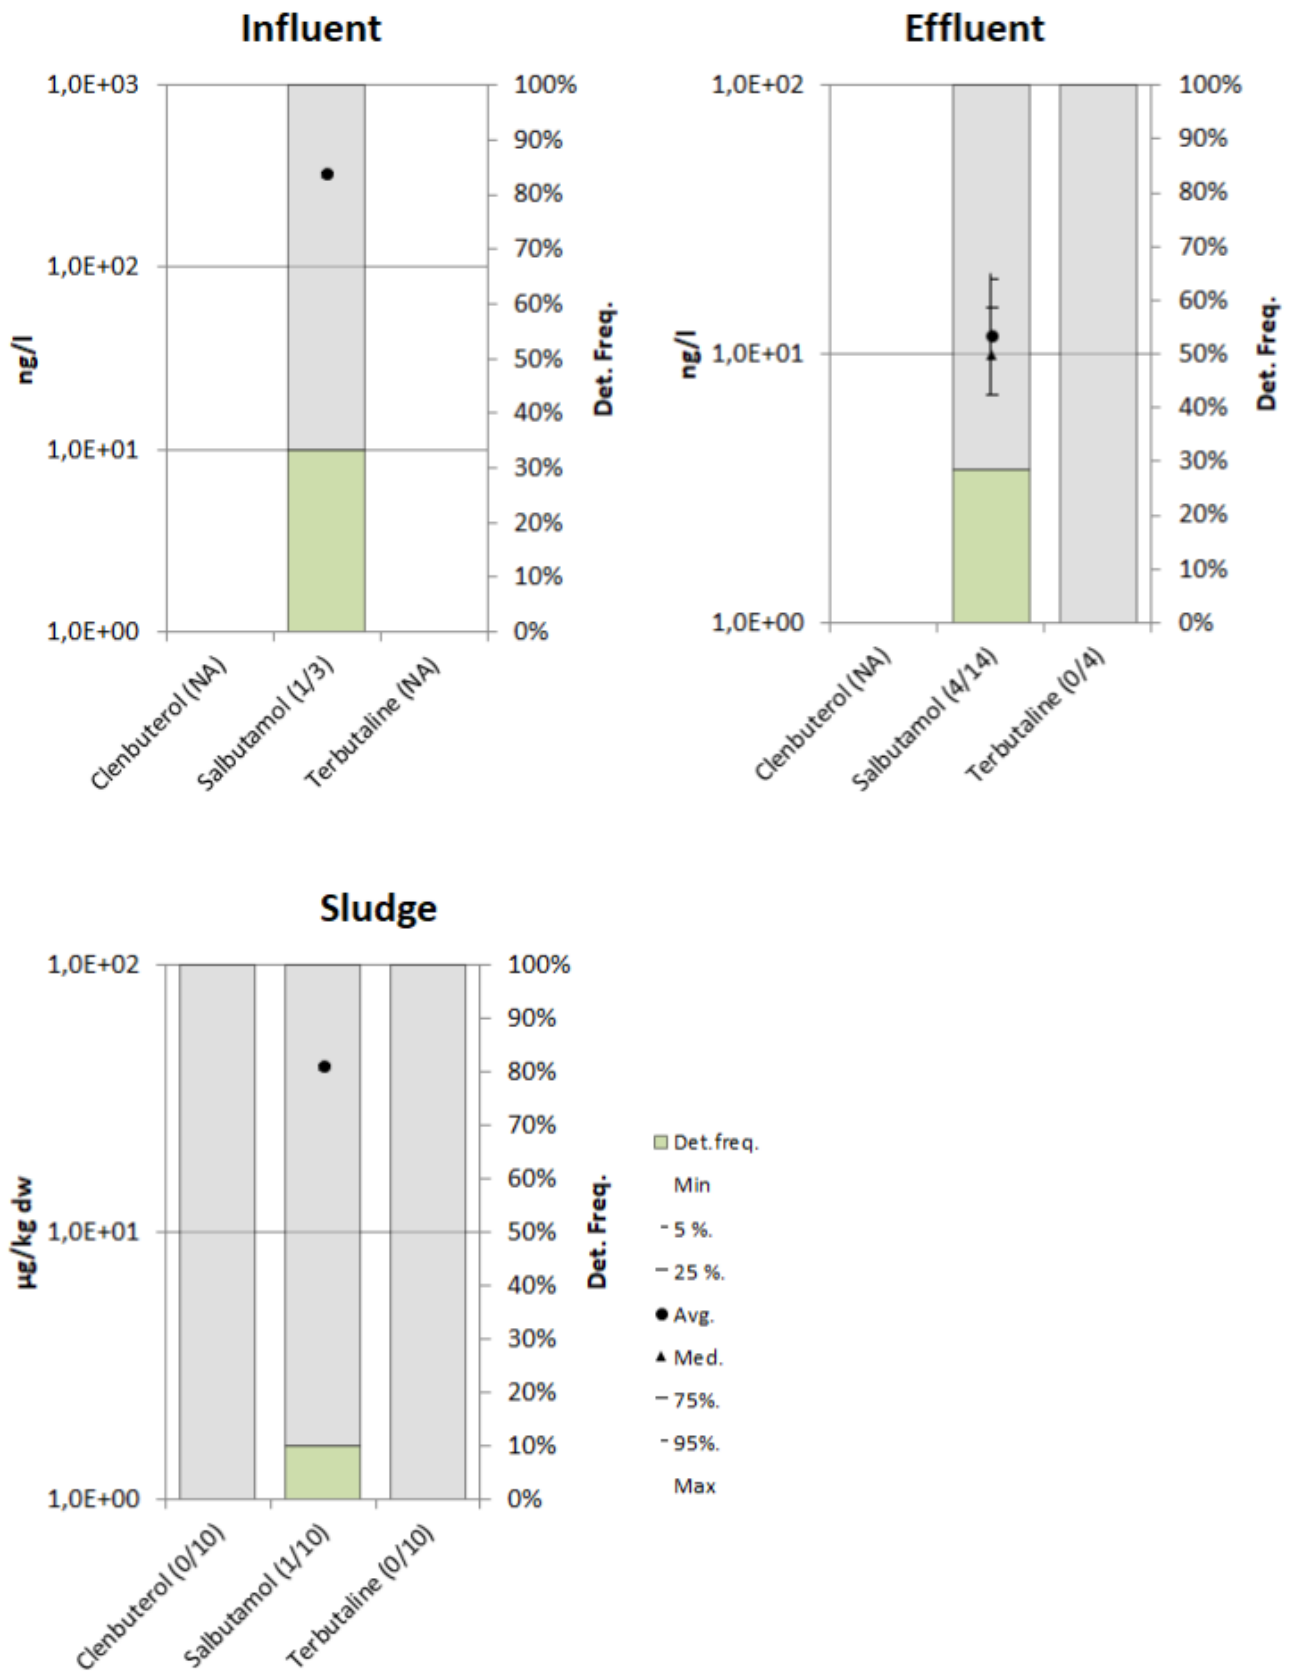 Influent
1,0E+03
1,0E+02
1,0E+01
1,0E+00
ng/l
100%
90%
80%
70%
60%
50%
40%
30%
20%
10%
0%
Det. Freq.
Clenbuterol (NA)
Salbutamol (1/3)
Terbutaline (NA)
Effluent
1,0E+02
1,0E+01
1,0E+00
ng/l
100%
90%
80%
70%
60%
50%
40%
30%
20%
10%
0%
Det. Freq.
Clenbuterol (NA)
Salbutamol (4/14)
Terbutaline (0/4)
Sludge
1,0E+02
1,0E+01
1,0E+00
µg/kg dw
100%
90%
80%
70%
60%
50%
40%
30%
20%
10%
0%
Det. Freq.
Clenbuterol (0/10)
Salbutamol (1/10)
Terbutaline (0/10)
Det.freq.
Min
5 %.
25 %.
Avg.
Med.
75%.
95%.
Max